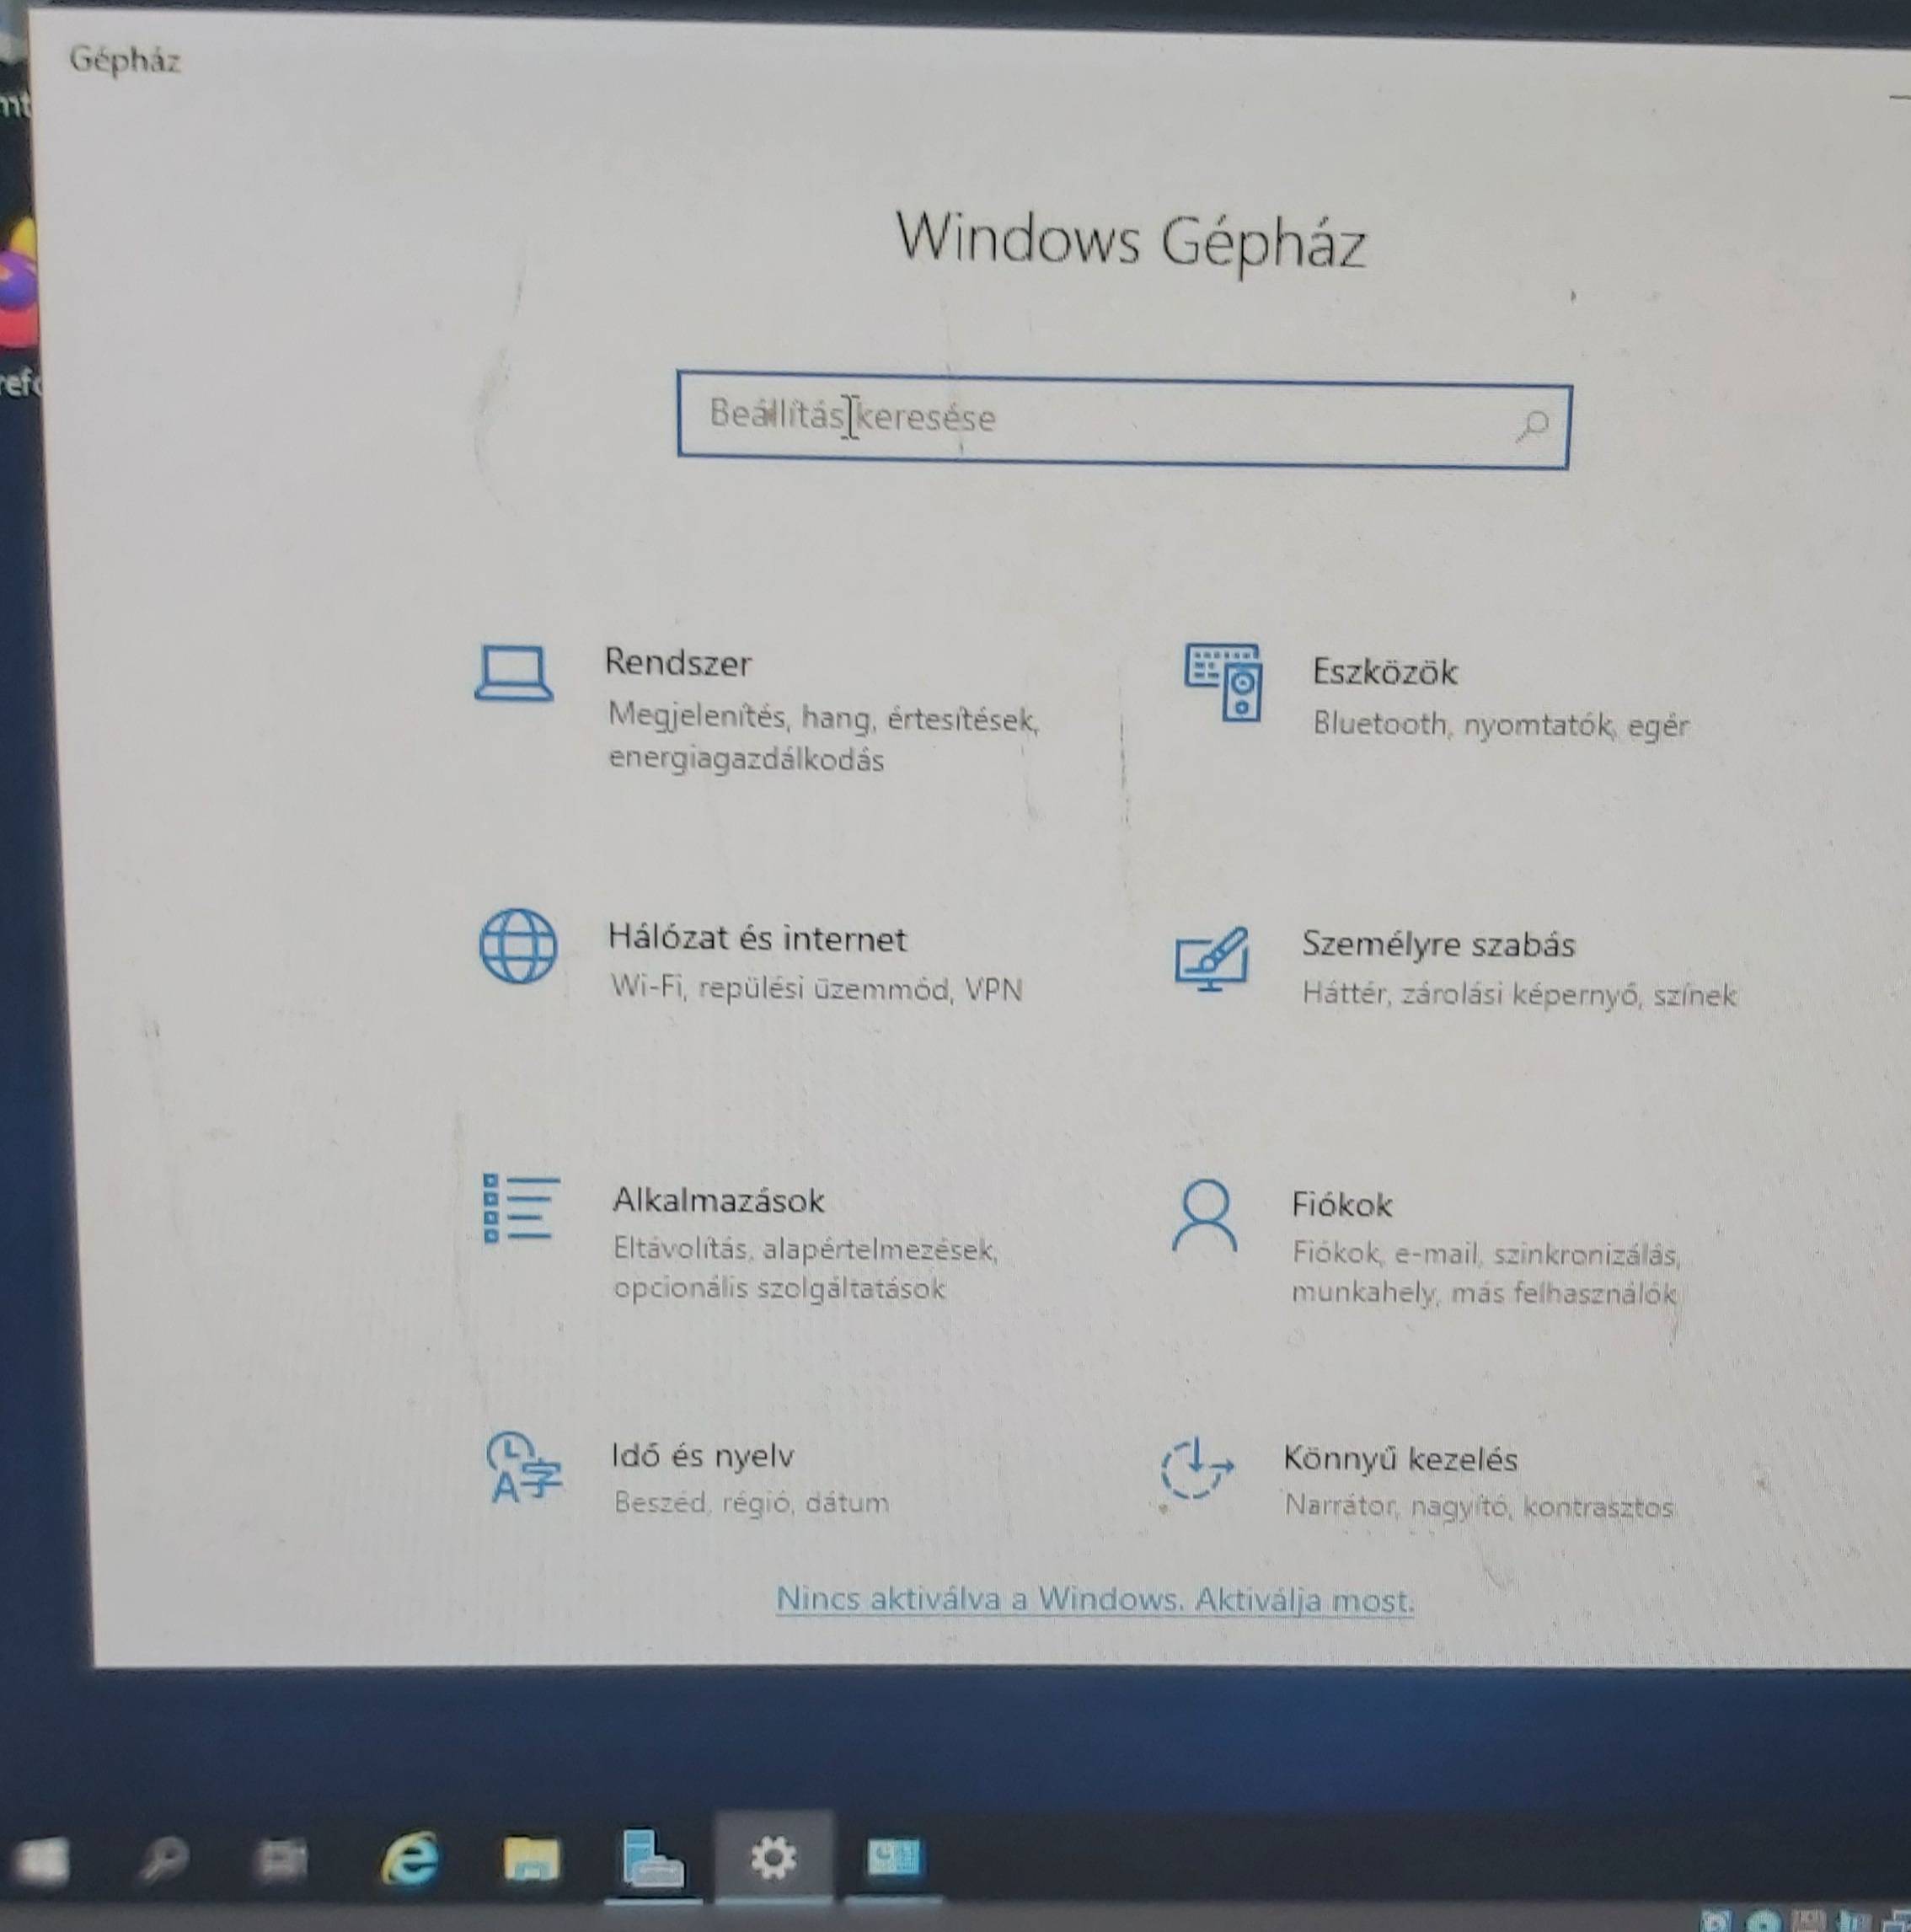 Gépház
Windows Gépház
Beállítás keresése
Rendszer
Megjelenítés, hang, értesítések,
energiagazdálkodás
Eszközök
Bluetooth, nyomtatók, egér
Hálózat és internet
Wi-Fi, repülési üzemmód, VPN
Személyre szabás
Háttér, zárolási képernyő, színek
Alkalmazások
Eltávolítás, alapértelmezések,
opcionális szolgáltatások
Fiókok
Fiókok, e-mail, szinkronizálás,
munkahely, más felhasználók
Idő és nyelv
Beszéd, régió, dátum
Könnyű kezelés
Narrátor, nagyító, kontrasztos
Nincs aktiválva a Windows. Aktiválja most.